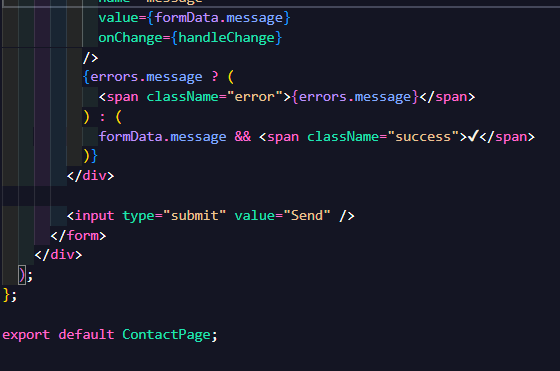 value={formData.message}
onChange={handleChange}
/>
{errors.message ? (
<span className="error">{errors.message}</span>
) : (
formData.message && <span className="success">✔</span>
)}
</div>
<input type="submit" value="Send" />
</form>
</div>
);
};
export default ContactPage;